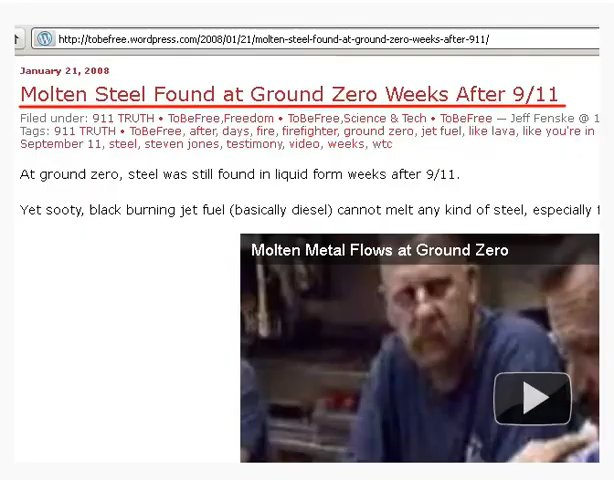 http://tobefree.wordpress.com/2008/01/21/molten-steel-found-at-ground-zero-weeks-after-911/
January 21, 2008
Molten Steel Found at Ground Zero Weeks After 9/11
Filed under: 911 TRUTH • ToBeFree,Freedom • ToBeFree,Science & Tech • ToBeFree — Jeff Fenske @ 1
Tags: 911 TRUTH • ToBeFree, after, days, fire, firefighter, ground zero, jet fuel, like lava, like you're in
September 11, steel, steven jones, testimony, video, weeks, wtc
At ground zero, steel was still found in liquid form weeks after 9/11.
Yet sooty, black burning jet fuel (basically diesel) cannot melt any kind of steel, especially
Molten Metal Flows at Ground Zero